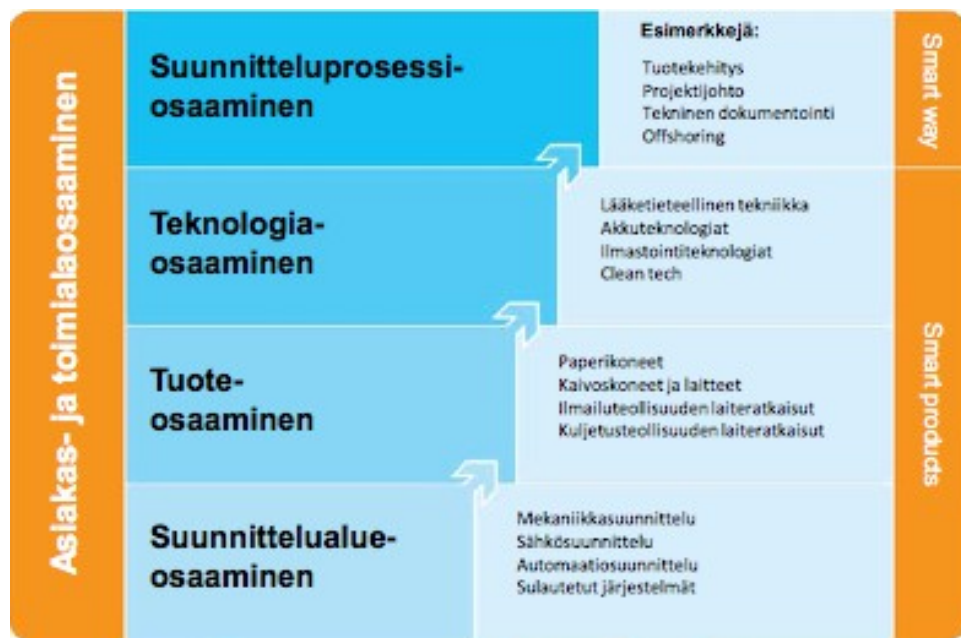 Asiakas- ja toimialaosaaminen
Suunnitteluprosessi-
osaaminen
Esimerkkejä:
Tuotekehitys
Projektijohto
Tekninen dokumentointi
Offshoring
Smart way
Teknologia-
osaaminen
Lääketieteellinen tekniikka
Akkuteknologiat
Ilmastointiteknologiat
Clean tech
Tuote-
osaaminen
Paperikoneet
Kaivoskoneet ja laitteet
Ilmailuteollisuuden laiteratkaisut
Kuljetusteollisuuden laiteratkaisut
Smart products
Suunnittelualue-
osaaminen
Mekaniikkasuunnittelu
Sähkösuunnittelu
Automaatiosuunnittelu
Sulautetut järjestelmät